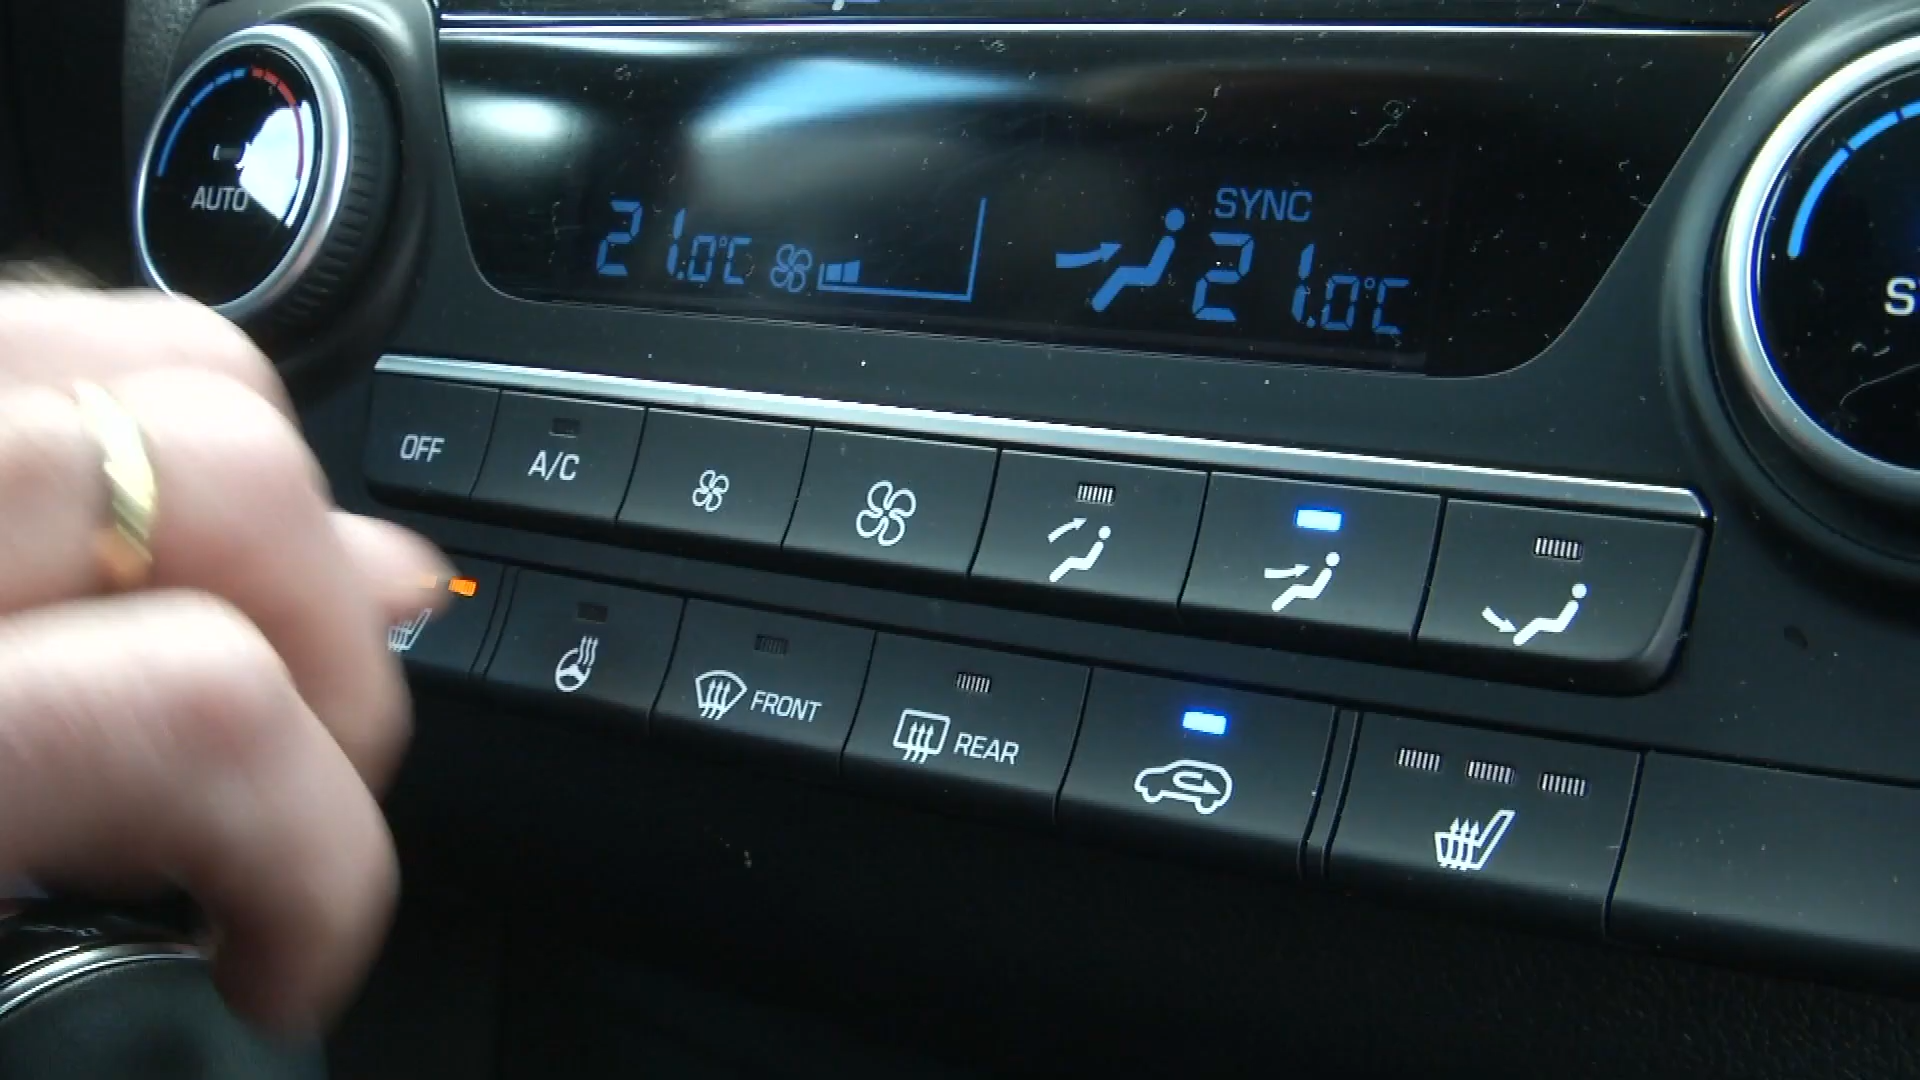 SYNC
21.0°C
21.0°C
AUTO
OFF
A/C
FRONT
REAR